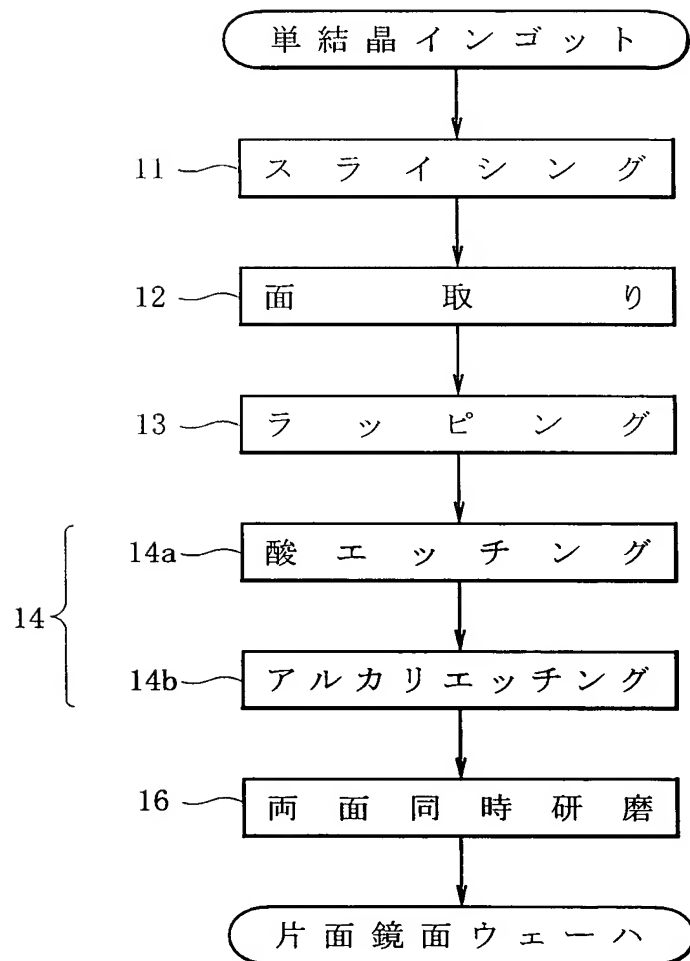 単結晶インゴット
11 スライシング
12 面取り
13 ラッピング
14a 酸エッチング
14
14b アルカリエッチング
16 両面同時研磨
片面鏡面ウェーハ